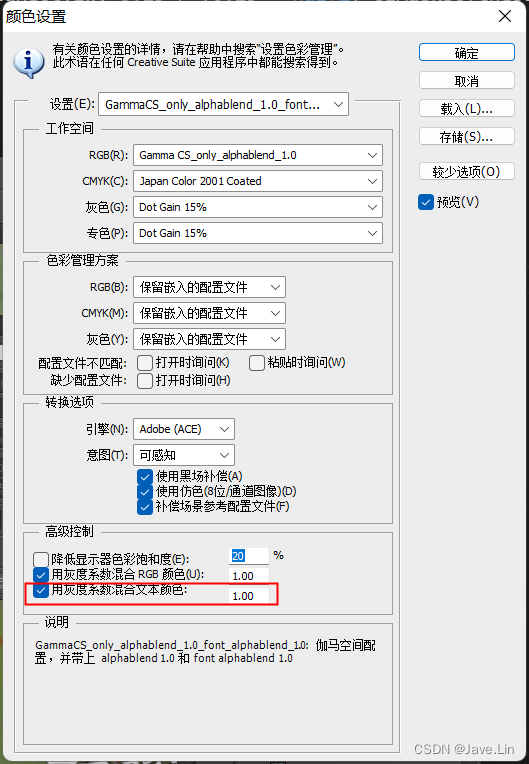 颜色设置
有关颜色设置的详情，请在帮助中搜索“设置色彩管理”。
此术语在任何 Creative Suite 应用程序中都能搜索得到。
确定
取消
载入(L)...
存储(S)...
较少选项(O)
预览(V)
设置(E): GammaCS_only_alphablend_1.0_font...
工作空间
RGB(R): Gamma CS_only_alphablend_1.0
CMYK(C): Japan Color 2001 Coated
灰色(G): Dot Gain 15%
专色(P): Dot Gain 15%
色彩管理方案
RGB(B): 保留嵌入的配置文件
CMYK(M): 保留嵌入的配置文件
灰色(Y): 保留嵌入的配置文件
配置文件不匹配: 打开时询问(K) 粘贴时询问(W)
缺少配置文件: 打开时询问(H)
转换选项
引擎(N): Adobe (ACE)
意图(T): 可感知
使用黑场补偿(A)
使用仿色(8位/通道图像)(D)
补偿场景参考配置文件(F)
高级控制
降低显示器色彩饱和度(E): 20 %
用灰度系数混合 RGB 颜色(U): 1.00
用灰度系数混合文本颜色: 1.00
说明
GammaCS_only_alphablend_1.0_font_alphablend_1.0: 伽马空间配
置，并带上 alphablend 1.0 和 font alphablend 1.0
CSDN @Jave.Lin